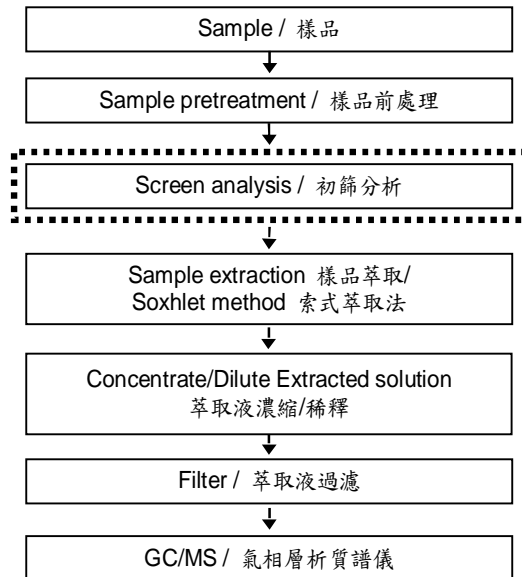 Sample / 樣品
Sample pretreatment / 樣品前處理
Screen analysis / 初篩分析
Sample extraction 樣品萃取/
Soxhlet method 索式萃取法
Concentrate/Dilute Extracted solution
萃取液濃縮/稀釋
Filter / 萃取液過濾
GC/MS / 氣相層析質譜儀